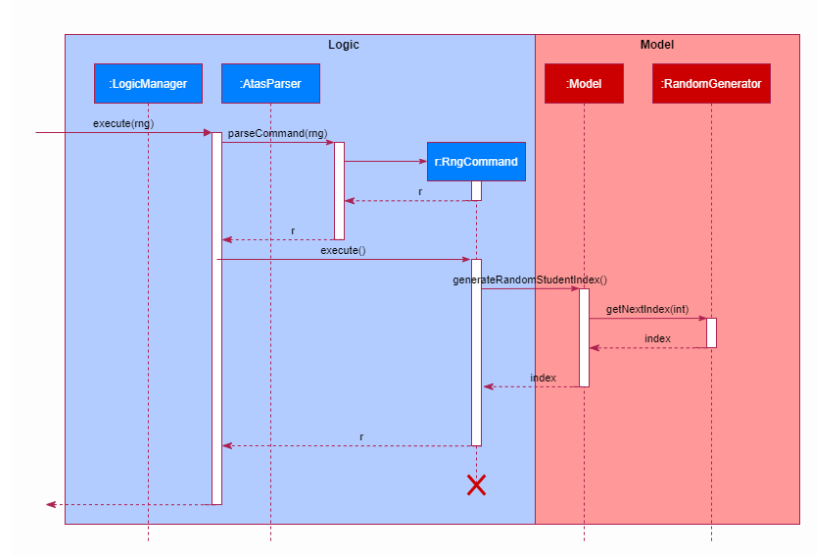 Logic
Model
:LogicManager
:AtasParser
:Model
:RandomGenerator
execute(rng)
parseCommand(rng)
r:RngCommand
r
r
execute()
generateRandomStudentIndex()
getNextIndex(int)
index
index
r